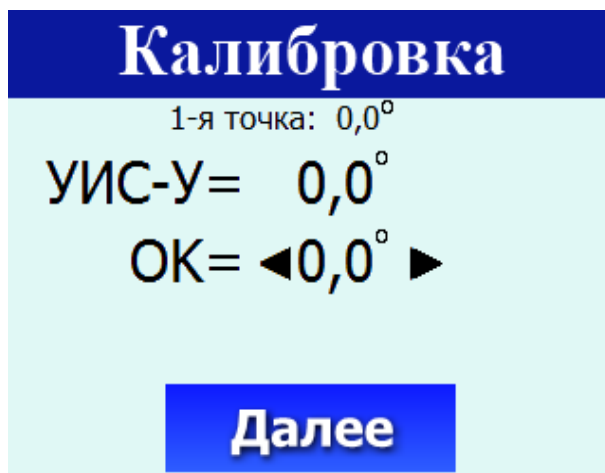 Калибровка
1-я точка: 0,0°
УИС-У= 0,0°
ОК= ◀0,0° ▶
Далее